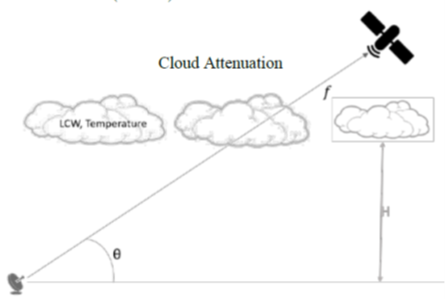 Cloud Attenuation
f
LCW, Temperature
H
θ